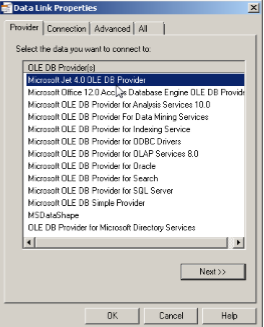 Data Link Properties
Provider Connection Advanced All
Select the data you want to connect to:
OLE DB Provider(s)
Microsoft Jet 4.0 OLE DB Provider
Microsoft Office 12.0 Access Database Engine OLE DB Provid
Microsoft OLE DB Provider for Analysis Services 10.0
Microsoft OLE DB Provider For Data Mining Services
Microsoft OLE DB Provider for Indexing Service
Microsoft OLE DB Provider for ODBC Drivers
Microsoft OLE DB Provider for OLAP Services 8.0
Microsoft OLE DB Provider for Oracle
Microsoft OLE DB Provider for Search
Microsoft OLE DB Provider for SQL Server
Microsoft OLE DB Simple Provider
MSDataShape
OLE DB Provider for Microsoft Directory Services
Next >>
OK Cancel Help